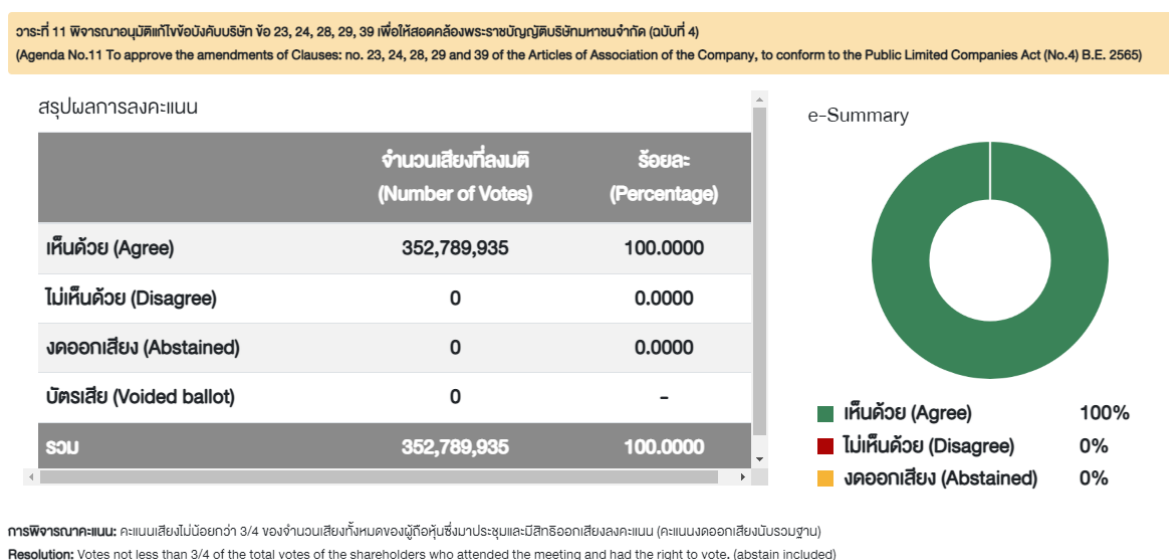 วาระที่ 11 พิจารณาอนุมัติแก้ไขข้อบังคับบริษัท ข้อ 23, 24, 28, 29, 39 เพื่อให้สอดคล้องพระราชบัญญัติบริษัทมหาชนจำกัด (ฉบับที่ 4)
(Agenda No.11 To approve the amendments of Clauses: no. 23, 24, 28, 29 and 39 of the Articles of Association of the Company, to conform to the Public Limited Companies Act (No.4) B.E. 2565)
สรุปผลการลงคะแนน
จำนวนเสียงที่ลงมติ ร้อยละ
(Number of Votes) (Percentage)
เห็นด้วย (Agree) 352,789,935 100.0000
ไม่เห็นด้วย (Disagree) 0 0.0000
งดออกเสียง (Abstained) 0 0.0000
บัตรเสีย (Voided ballot) 0 -
รวม 352,789,935 100.0000
e-Summary
เห็นด้วย (Agree) 100%
ไม่เห็นด้วย (Disagree) 0%
งดออกเสียง (Abstained) 0%
การพิจารณาคะแนน: คะแนนเสียงไม่น้อยกว่า 3/4 ของจำนวนเสียงทั้งหมดของผู้ถือหุ้นซึ่งมาประชุมและมีสิทธิออกเสียงลงคะแนน (คะแนนงดออกเสียงนับรวมฐาน)
Resolution: Votes not less than 3/4 of the total votes of the shareholders who attended the meeting and had the right to vote. (abstain included)